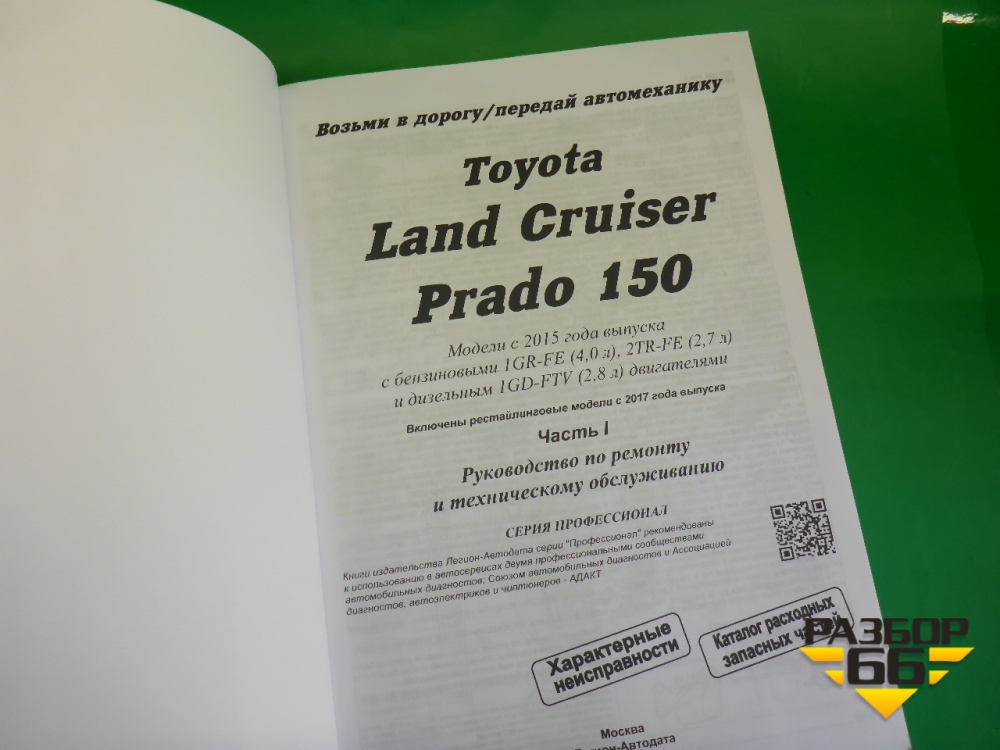 Возьми в дорогу/передай автомеханику
Toyota
Land Cruiser
Prado 150
Модели с 2015 года выпуска
с бензиновыми 1GR-FE (4,0 л), 2TR-FE (2,7 л)
и дизельным 1GD-FTV (2,8 л) двигателями
Включены рестайлинговые модели с 2017 года выпуска
Часть I
Руководство по ремонту
и техническому обслуживанию
СЕРИЯ ПРОФЕССИОНАЛ
Книги издательства Легион-Автодата серии "Профессионал" рекомендованы
к использованию в автосервисах двумя профессиональными сообществами
автомобильных диагностов: Союзом автомобильных диагностов и Ассоциацией
диагностов, автоэлектриков и чиптюнеров - АДАКТ
Характерные
неисправности
Каталог расходных
запасных
РАЗБОР
66
Москва
Легион-Автодата